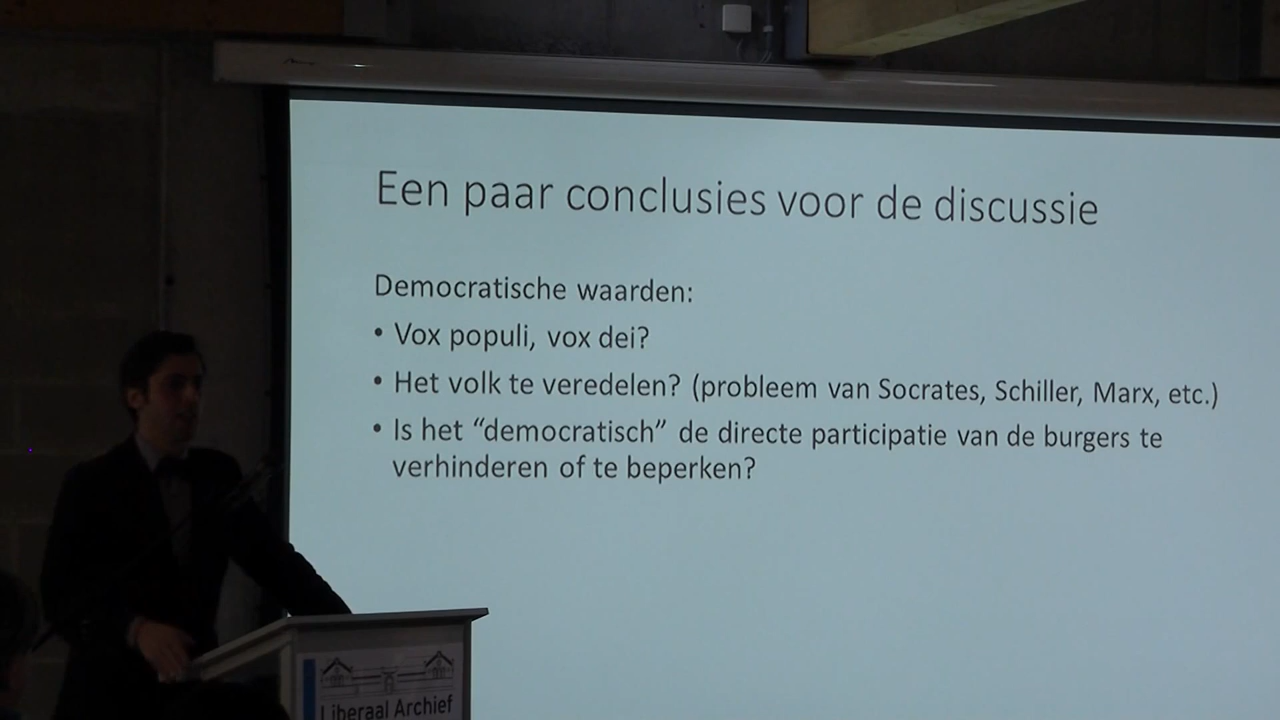 Een paar conclusies voor de discussie
Democratische waarden:
• Vox populi, vox dei?
• Het volk te veredelen? (probleem van Socrates, Schiller, Marx, etc.)
• Is het “democratisch” de directe participatie van de burgers te
verhinderen of te beperken?
Liberaal Archief